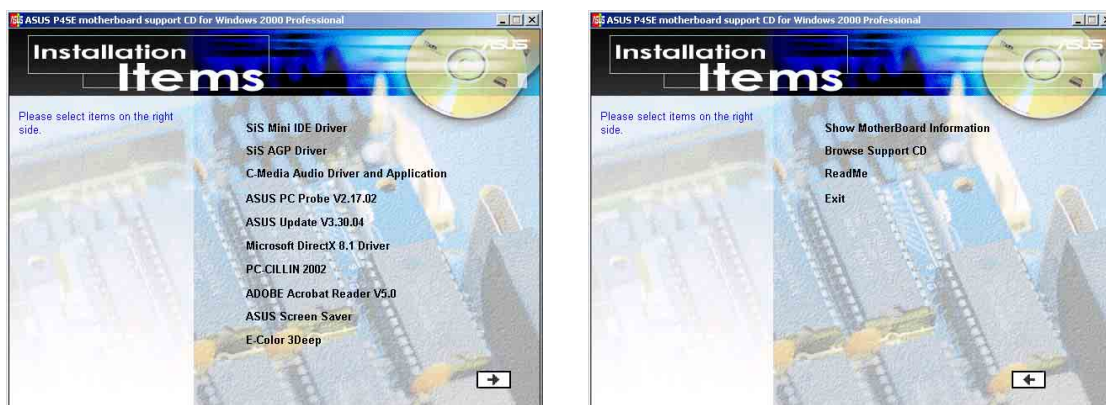 ASUS P4SE motherboard support CD for Windows 2000 Professional
Installation
Items
ASUS
Please select items on the right
side.
SiS Mini IDE Driver
SiS AGP Driver
C-Media Audio Driver and Application
ASUS PC Probe V2.17.02
ASUS Update V3.30.04
Microsoft DirectX 8.1 Driver
PC-CILLIN 2002
ADOBE Acrobat Reader V5.0
ASUS Screen Saver
E-Color 3Deep
ASUS P4SE motherboard support CD for Windows 2000 Professional
Installation
Items
ASUS
Please select items on the right
side.
Show MotherBoard Information
Browse Support CD
ReadMe
Exit